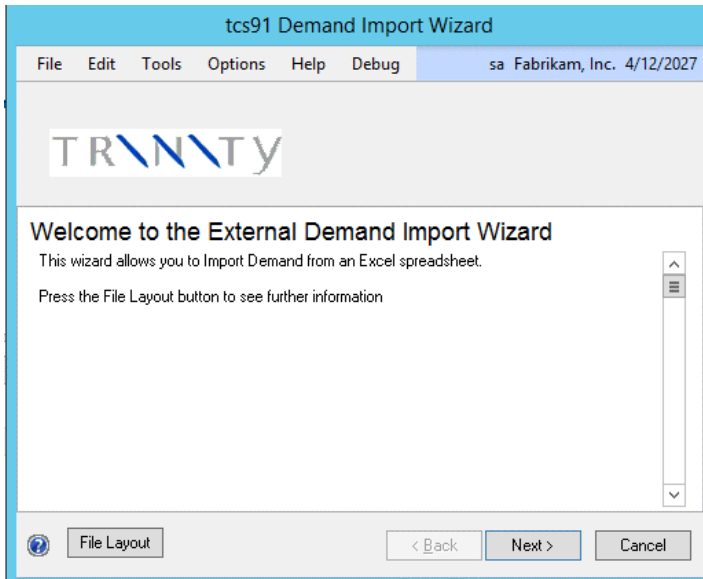 tcs91 Demand Import Wizard
File Edit Tools Options Help Debug sa Fabrikam, Inc. 4/12/2027
TRINITY
Welcome to the External Demand Import Wizard
This wizard allows you to Import Demand from an Excel spreadsheet.
Press the File Layout button to see further information
File Layout < Back Next > Cancel